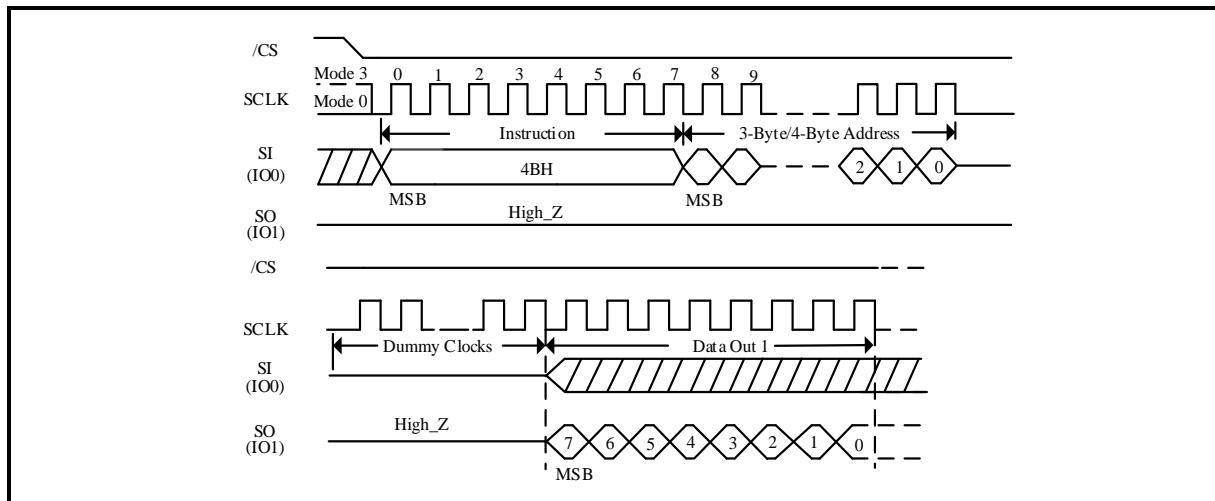 /CS
Mode 3 0 1 2 3 4 5 6 7 8 9
SCLK Mode 0
Instruction 3-Byte/4-Byte Address
SI
(IO0)
4BH 2 1 0
MSB MSB
SO
(IO1)
High_Z
/CS
SCLK
Dummy Clocks Data Out 1
SI
(IO0)
SO
(IO1)
High_Z 7 6 5 4 3 2 1 0
MSB